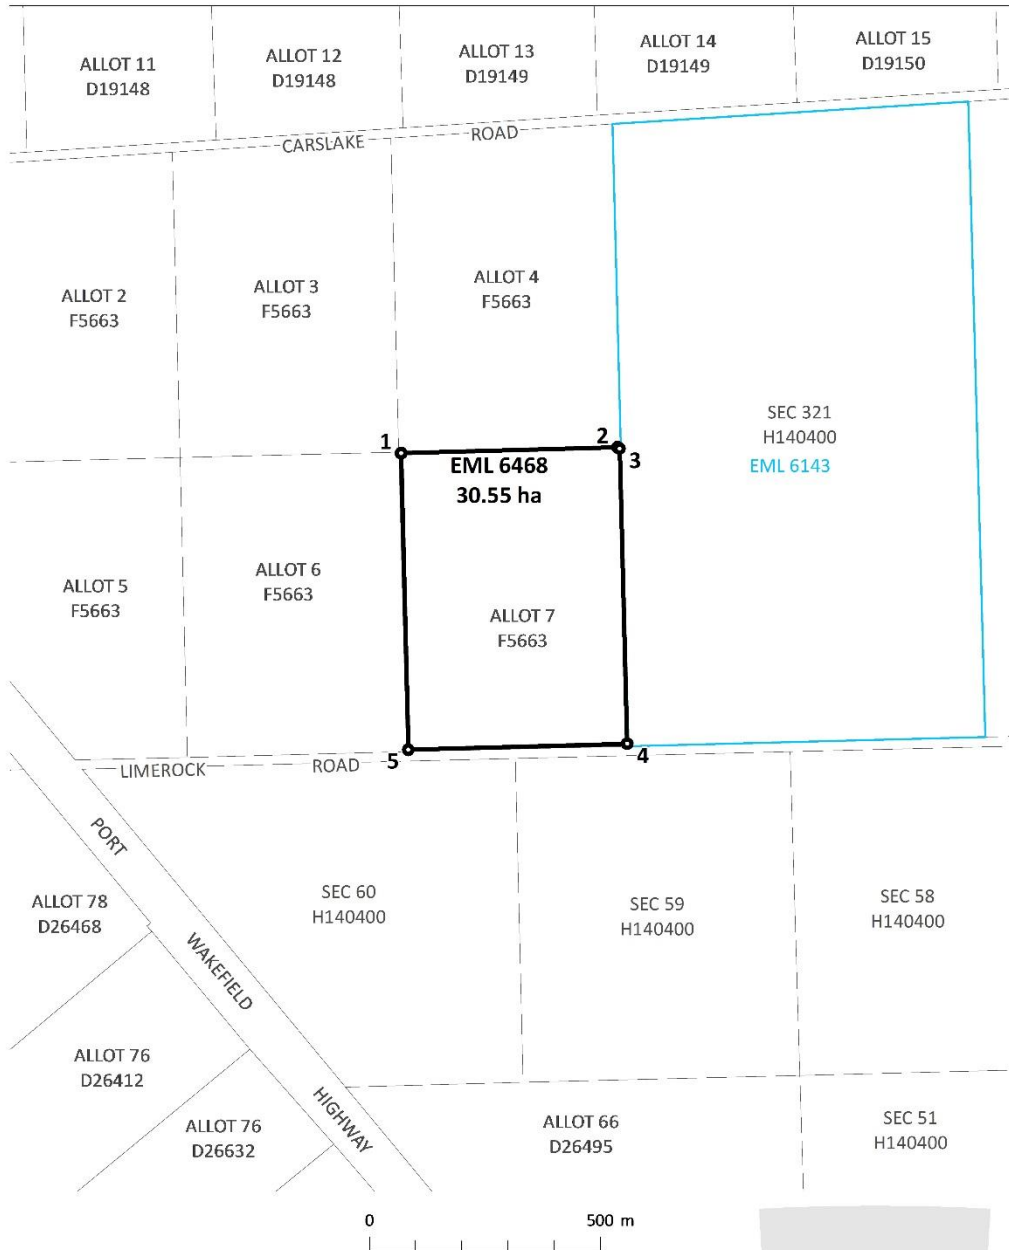 ALLOT 11
D19148
ALLOT 12
D19148
ALLOT 13
D19149
ALLOT 14
D19149
ALLOT 15
D19150
CARSLAKE ROAD
ALLOT 2
F5663
ALLOT 3
F5663
ALLOT 4
F5663
SEC 321
H140400
EML 6143
1
2
3
EML 6468
30.55 ha
ALLOT 5
F5663
ALLOT 6
F5663
ALLOT 7
F5663
5
4
LIMEROCK ROAD
PORT
WAKEFIELD
HIGHWAY
ALLOT 78
D26468
SEC 60
H140400
SEC 59
H140400
SEC 58
H140400
ALLOT 76
D26412
ALLOT 76
D26632
ALLOT 66
D26495
SEC 51
H140400
0 500 m